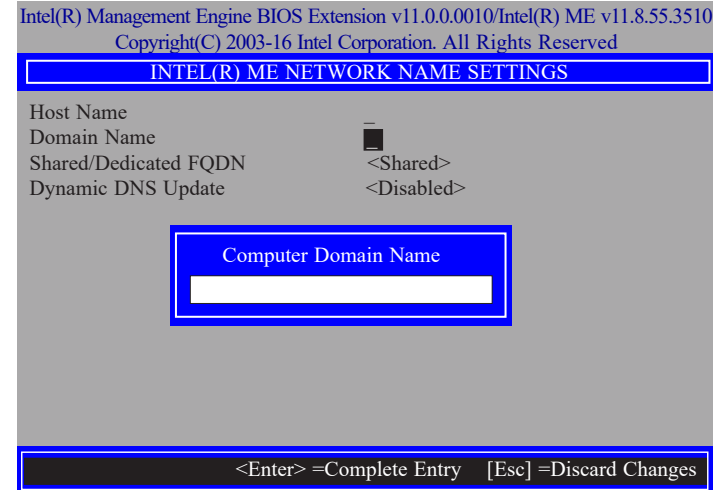 Intel(R) Management Engine BIOS Extension v11.0.0.0010/Intel(R) ME v11.8.55.3510
Copyright(C) 2003-16 Intel Corporation. All Rights Reserved
INTEL(R) ME NETWORK NAME SETTINGS
Host Name _
Domain Name _
Shared/Dedicated FQDN <Shared>
Dynamic DNS Update <Disabled>
Computer Domain Name
<Enter> =Complete Entry [Esc] =Discard Changes